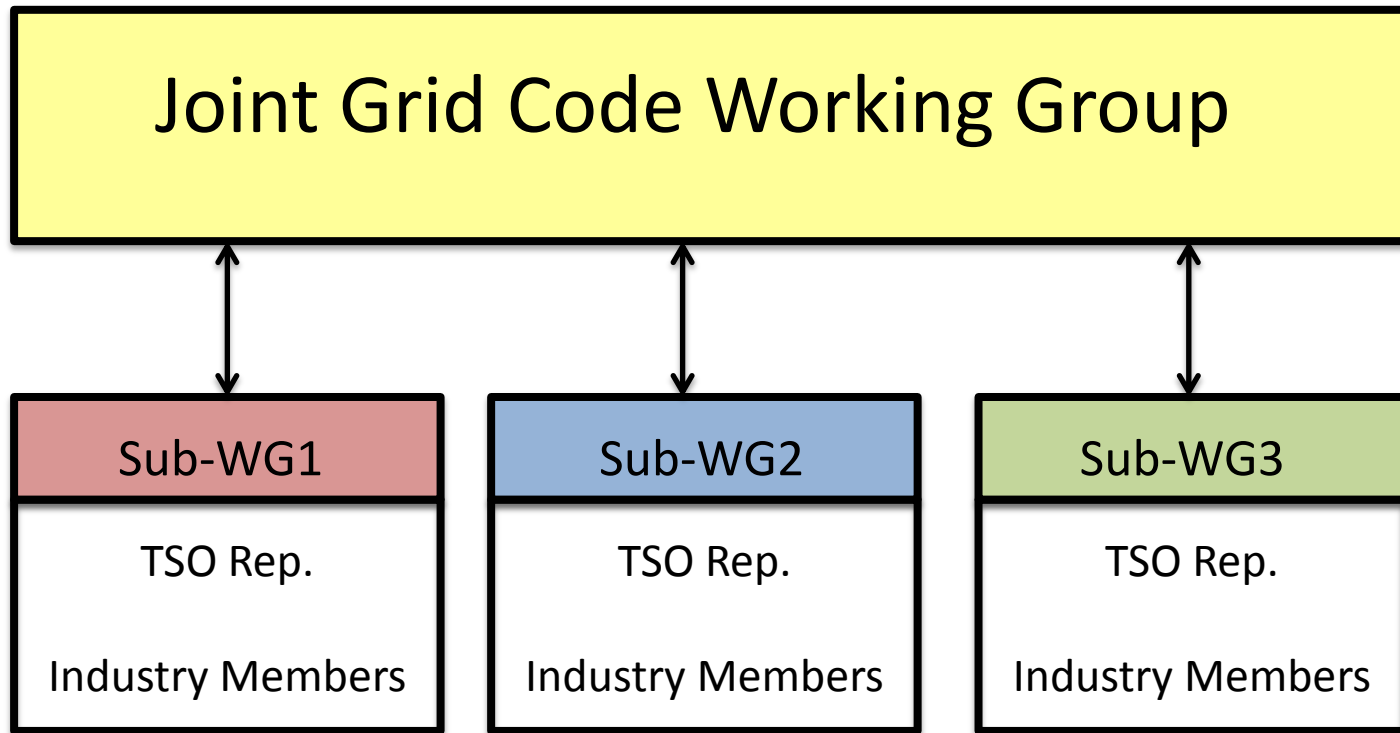 Joint Grid Code Working Group
Sub-WG1
TSO Rep.
Industry Members
Sub-WG2
TSO Rep.
Industry Members
Sub-WG3
TSO Rep.
Industry Members